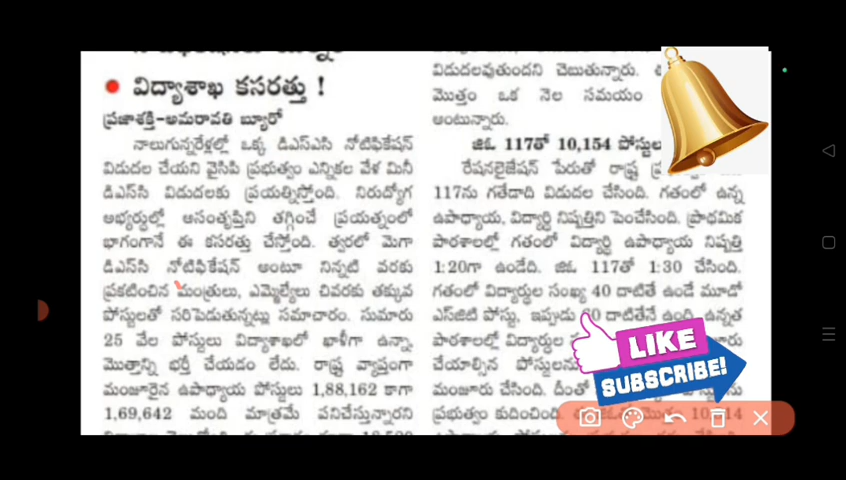 విద్యాశాఖ కసరత్తు !
ప్రజాశక్తి-అమరావతి బ్యూరో
నాలుగున్నరేళ్లల్లో ఒక్క డిఎస్‌ఎసి నోటిఫికేషన్
విడుదల చేయని వైసిపి ప్రభుత్వం ఎన్నికల వేళ మినీ
డిఎస్‌సి విడుదలకు ప్రయత్నిస్తోంది. నిరుద్యోగ
అభ్యర్థుల్లో అసంతృప్తిని తగ్గించే ప్రయత్నంలో
భాగంగానే ఈ కసరత్తు చేస్తోంది. త్వరలో మెగా
డిఎస్‌సి నోటిఫికేషన్ అంటూ నిన్నటి వరకు
ప్రకటించిన మంత్రులు, ఎమ్మెల్యేలు చివరకు తక్కువ
పోస్టులతో సరిపెడుతున్నట్లు సమాచారం. సుమారు
25 వేల పోస్టులు విద్యాశాఖలో ఖాళీగా ఉన్నా,
మొత్తాన్ని భర్తీ చేయడం లేదు. రాష్ట్ర వ్యాప్తంగా
మంజూరైన ఉపాధ్యాయ పోస్టులు 1,88,162 కాగా
1,69,642 మంది మాత్రమే పనిచేస్తున్నారని
విడుదలవుతుందని చెబుతున్నారు.
మొత్తం ఒక నెల సమయం
అంటున్నారు.
జిఓ 117తో 10,154 పోస్టుల
రేషనలైజేషన్ పేరుతో రాష్ట్ర
117ను గతేడాది విడుదల చేసింది. గతంలో ఉన్న
ఉపాధ్యాయ, విద్యార్థి నిష్పత్తిని పెంచేసింది. ప్రాథమిక
పాఠశాలల్లో గతంలో విద్యార్థి ఉపాధ్యాయ నిష్పత్తి
1:20గా ఉండేది. జిఓ 117తో 1:30 చేసింది.
గతంలో విద్యార్థుల సంఖ్య 40 దాటితే ఉండే మూడో
ఎస్‌జిటి పోస్టు, ఇప్పుడు దాటితేనే ఉంది. ఉన్నత
పాఠశాలల్లో విద్యార్థుల
చేయాల్సిన పోస్టులను
మంజూరు చేసింది. దీంతో
ప్రభుత్వం కుదించింది.
LIKE
SUBSCRIBE!